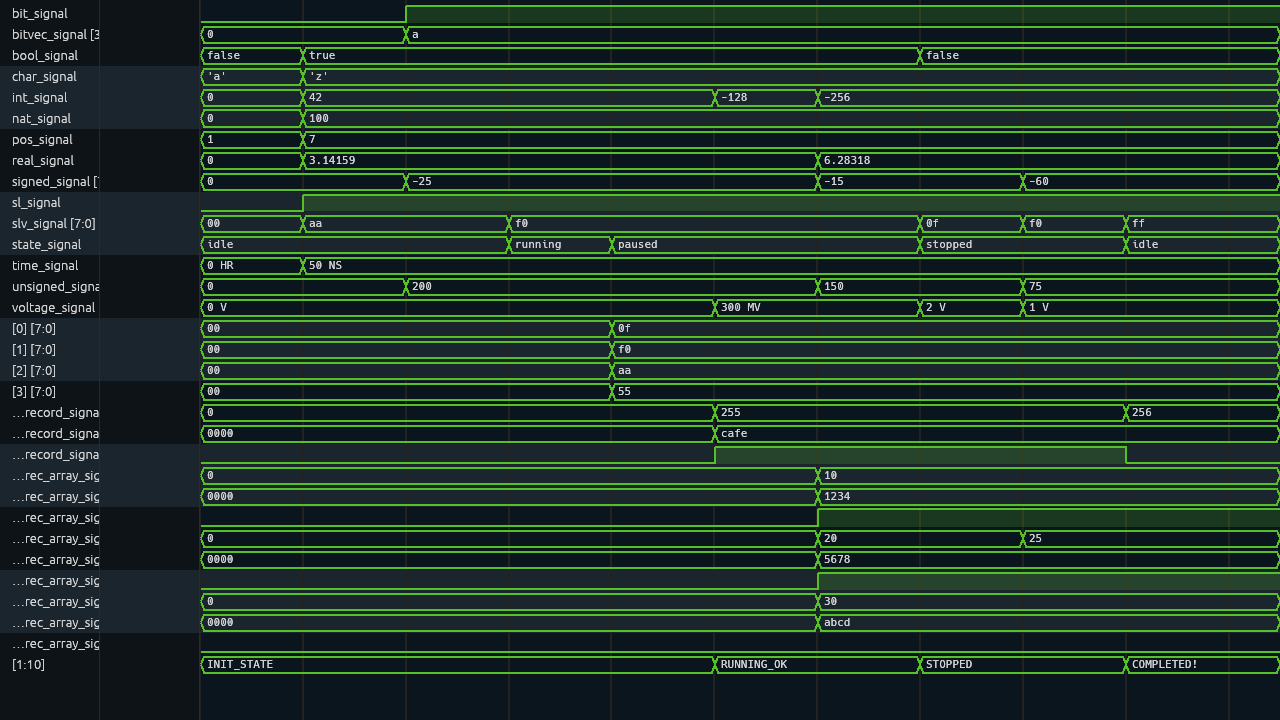 bit_signal
bitvec_signal [3 0 a
bool_signal false true false
char_signal 'a' 'z'
int_signal 0 42 -128 -256
nat_signal 0 100
pos_signal 1 7
real_signal 0 3.14159 6.28318
signed_signal [7 0 -25 -15 -60
sl_signal
slv_signal [7:0] 00 aa f0 0f f0 ff
state_signal idle running paused stopped idle
time_signal 0 HR 50 NS
unsigned_signa 0 200 150 75
voltage_signal 0 V 300 MV 2 V 1 V
[0] [7:0] 00 0f
[1] [7:0] 00 f0
[2] [7:0] 00 aa
[3] [7:0] 00 55
...record_signa 0 255 256
...record_signa 0000 cafe
...record_signa
...rec_array_sig 0 10
...rec_array_sig 0000 1234
...rec_array_sig
...rec_array_sig 0 20 25
...rec_array_sig 0000 5678
...rec_array_sig
...rec_array_sig 0 30
...rec_array_sig 0000 abcd
...rec_array_sig
[1:10] INIT_STATE RUNNING_OK STOPPED COMPLETED!